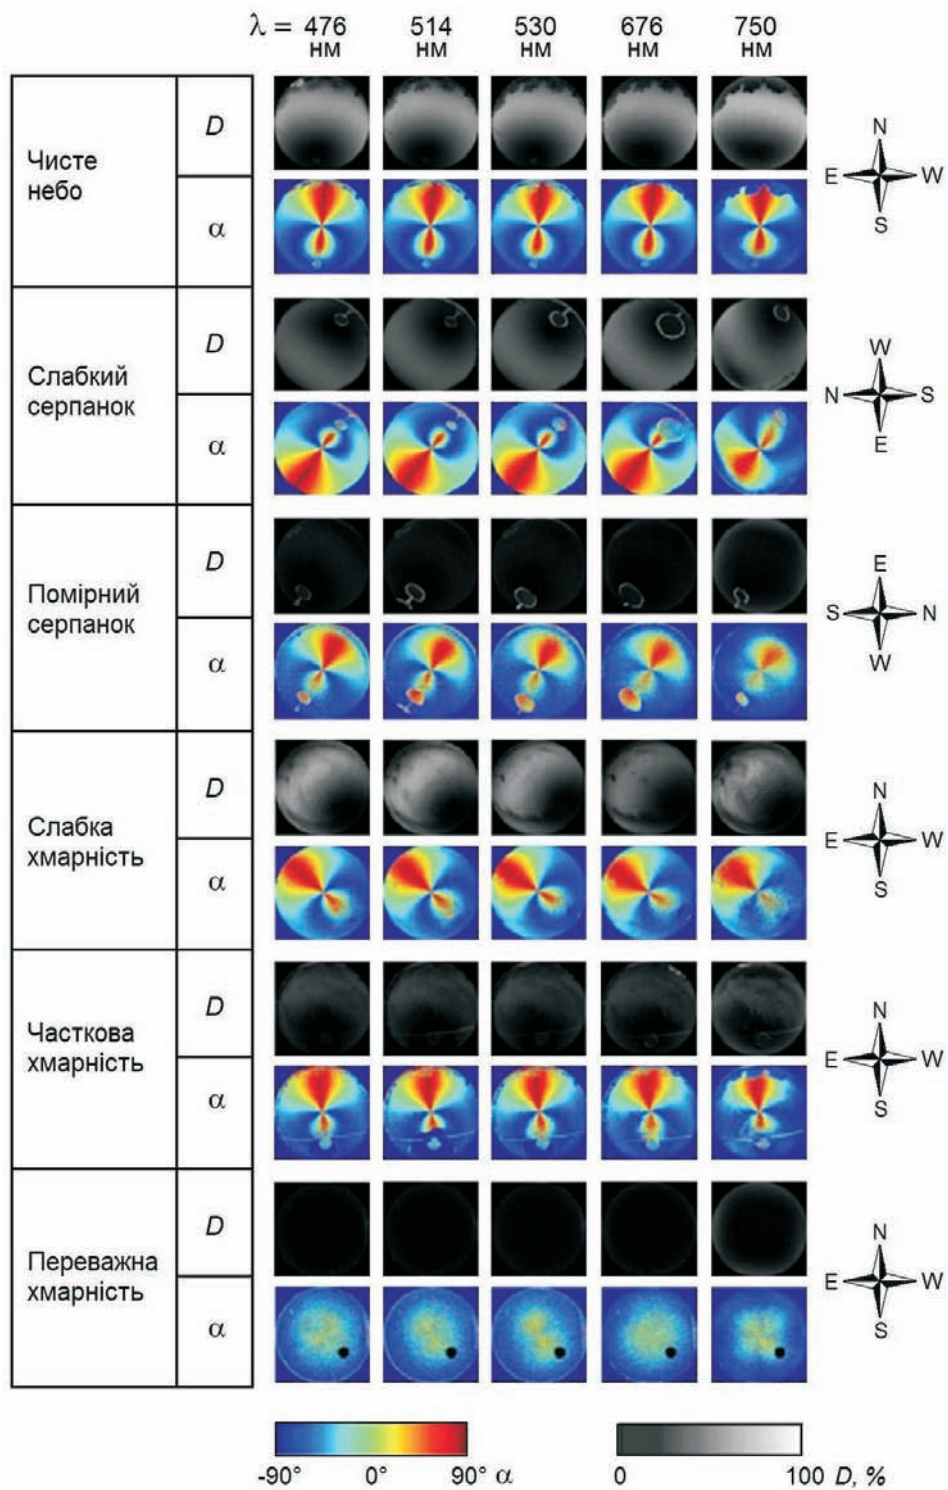 λ = 476 514 530 676 750
нм нм нм нм нм
Чисте
небо
D
α
N
E W
S
Слабкий
серпанок
D
α
W
N S
E
Помірний
серпанок
D
α
E
S N
W
Слабка
хмарність
D
α
N
E W
S
Часткова
хмарність
D
α
N
E W
S
Переважна
хмарність
D
α
N
E W
S
-90° 0° 90° α
0 100 D, %